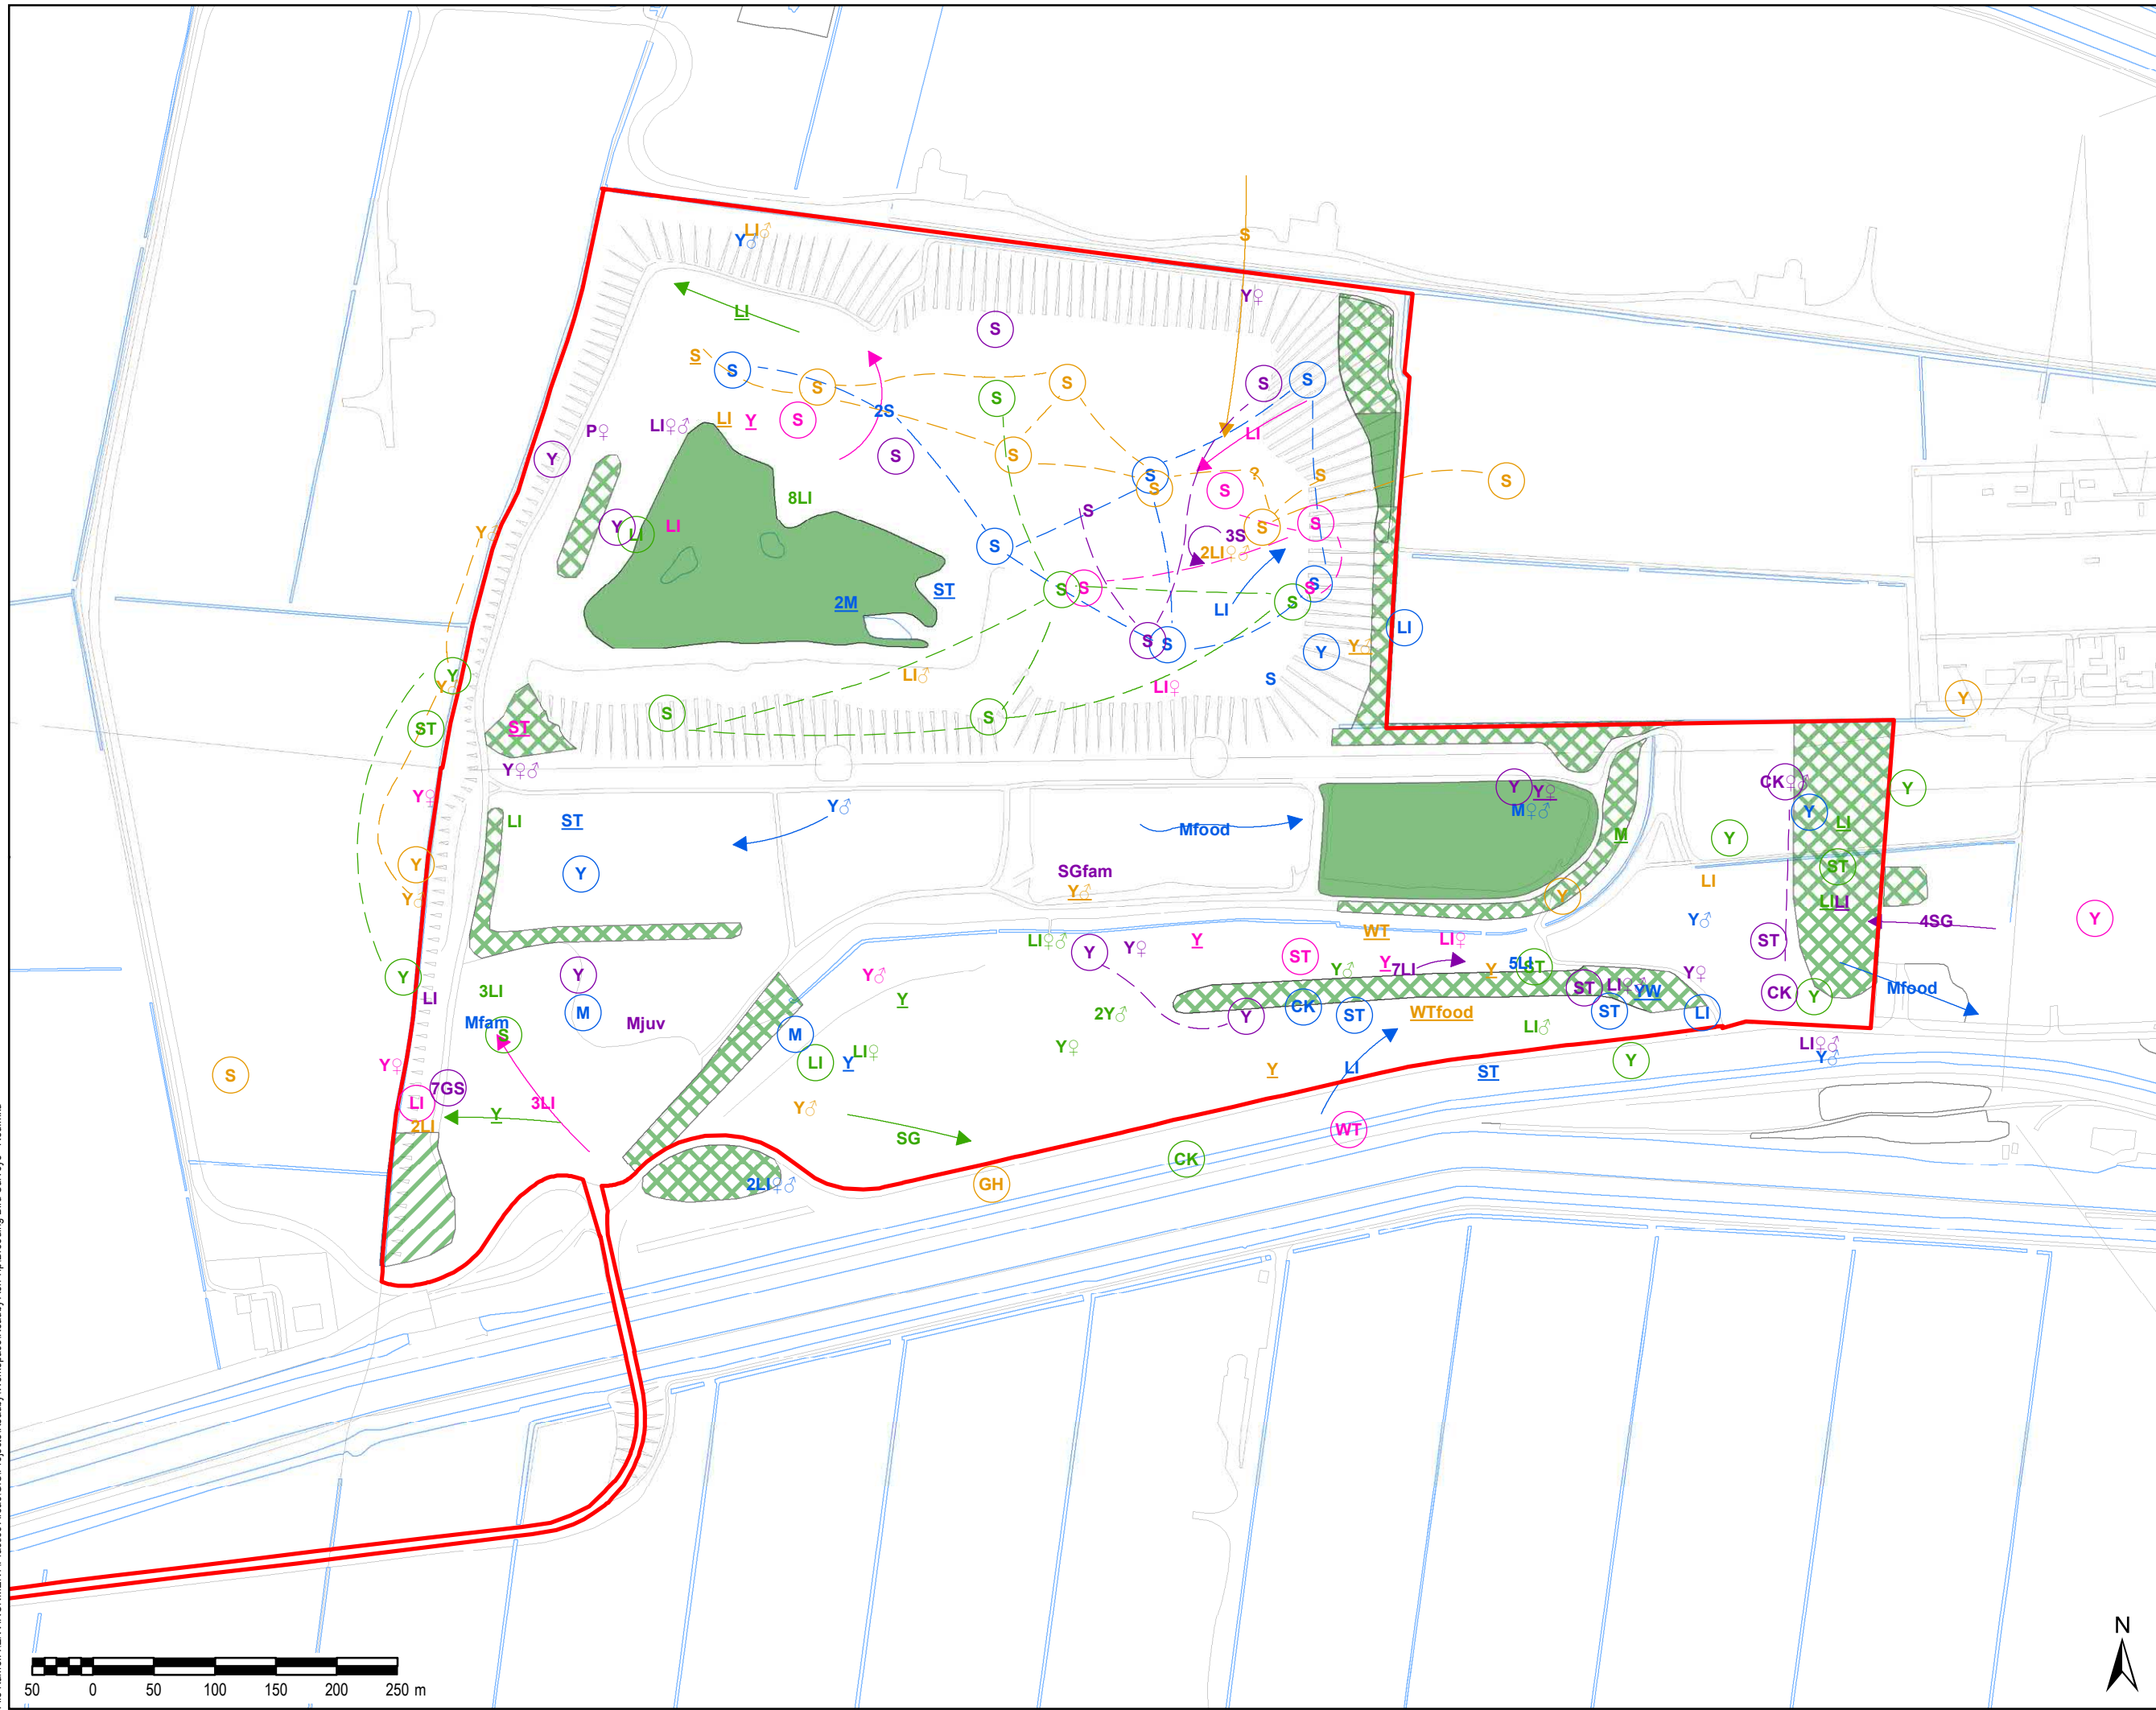 LI♂
Y♂
S
Y♀
LI
S
S
S
S
S
S
S
S
S
LI
Y
S
2S
LI
P♀
LI♀♂
Y
S
S
S
S
?
S
S
S
S
8LI
S
Y♂
Y
LI
LI
S
S
3S
2LI♀♂
S
2M
ST
S
S
S
S
S
LI
LI
S
S
Y
Y♂
Y
Y♂
LI♂
LI♀
S
Y
ST
ST
S
S
Y♀♂
Y♀
CK♀♂
Y
Y♀
M♀♂
Y
Y
LI
ST
Y♂
Mfood
LI
M
Y
Y
Y
SGfam
Y♂
ST
LI
Y♂
LI
LI
Y♂
4SG
Y
WT
LI♀♂
Y
Y♀
Y
LI♀
ST
ST
Y
Y
Y♂
Y♂
Y
7LI
Y
5LI
ST
Y♀
LI
3LI
M
Y
ST
LI♀♂
YW
CK
Y
Mfood
Mfam
S
Mjuv
M
2Y♂
Y
CK
ST
WTfood
ST
LI
LI♂
Y♀
S
LI
Y
LI♀
Y♀
Y
LI
ST
Y
LI♀♂
Y♂
7GS
LI
3LI
Y
2LI
Y♂
SG
WT
CK
2LI♀♂
GH
N
50 0 50 100 150 200 250 m